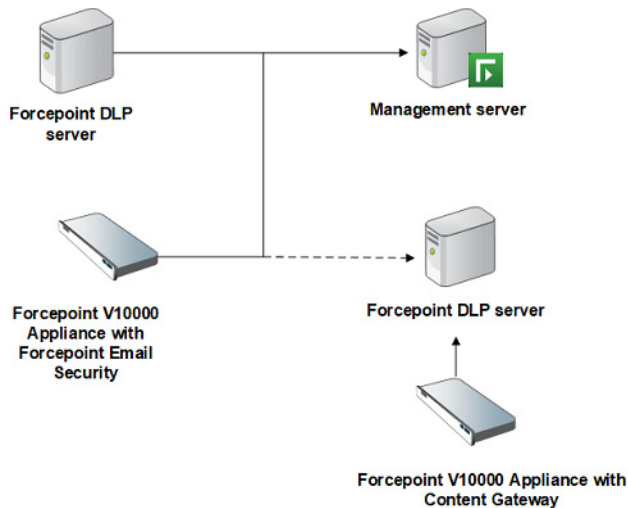 Forcepoint DLP
server
Management server
Forcepoint V10000
Appliance with
Forcepoint Email
Security
Forcepoint DLP server
Forcepoint V10000 Appliance with
Content Gateway